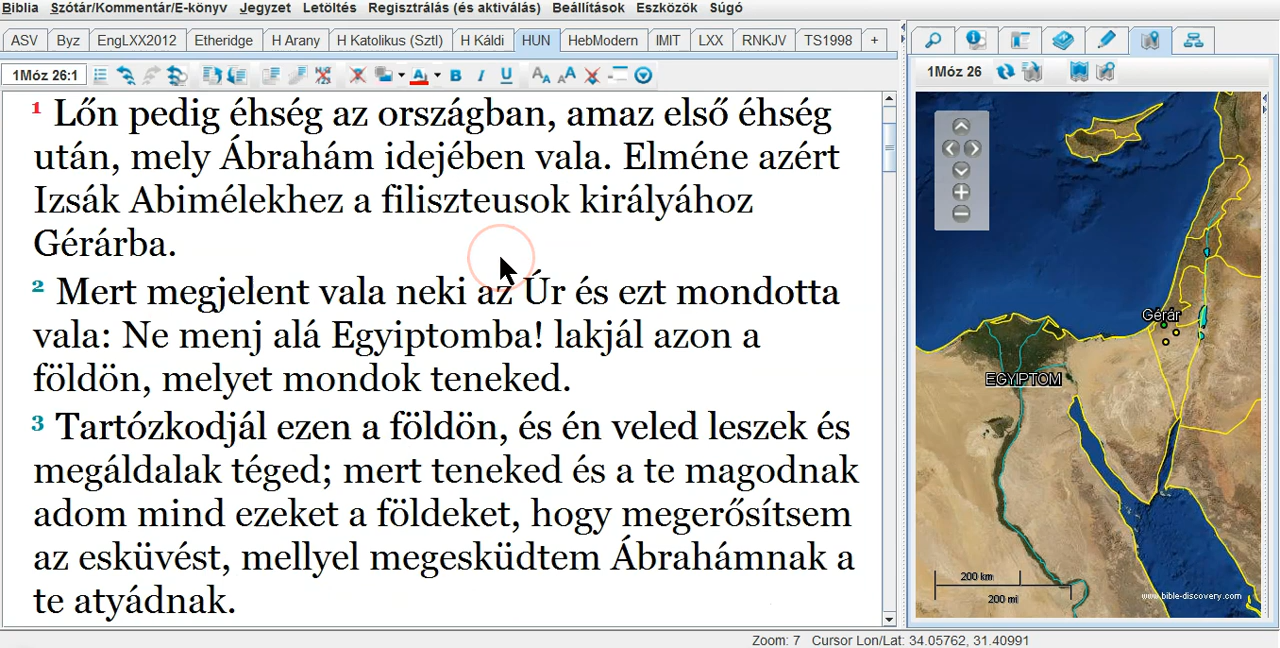 Biblia Szótár/Kommentár/E-könyv Jegyzet Letöltés Regisztrálás (és aktiválás) Beállítások Eszközök Súgó
ASV Byz EngLXX2012 Etheridge H Arany H Katolikus (Sztl) H Káldi HUN HebModern IMIT LXX RNKJV TS1998 +
1Móz 26:1
1Móz 26
1 Lőn pedig éhség az országban, amaz első éhség
után, mely Ábrahám idejében vala. Elméne azért
Izsák Abimélekhez a filiszteusok királyához
Gérárba.
2 Mert megjelent vala neki az Úr és ezt mondotta
vala: Ne menj alá Egyiptomba! lakjál azon a
földön, melyet mondok teneked.
3 Tartózkodjál ezen a földön, és én veled leszek és
megáldalak téged; mert teneked és a te magodnak
adom mind ezeket a földeket, hogy megerősítsem
az esküvést, mellyel megesküdtem Ábrahámnak a
te atyádnak.
Gérár
EGYIPTOM
200 km
200 mi
www.bible-discovery.com
Zoom: 7 Cursor Lon/Lat: 34.05762, 31.40991